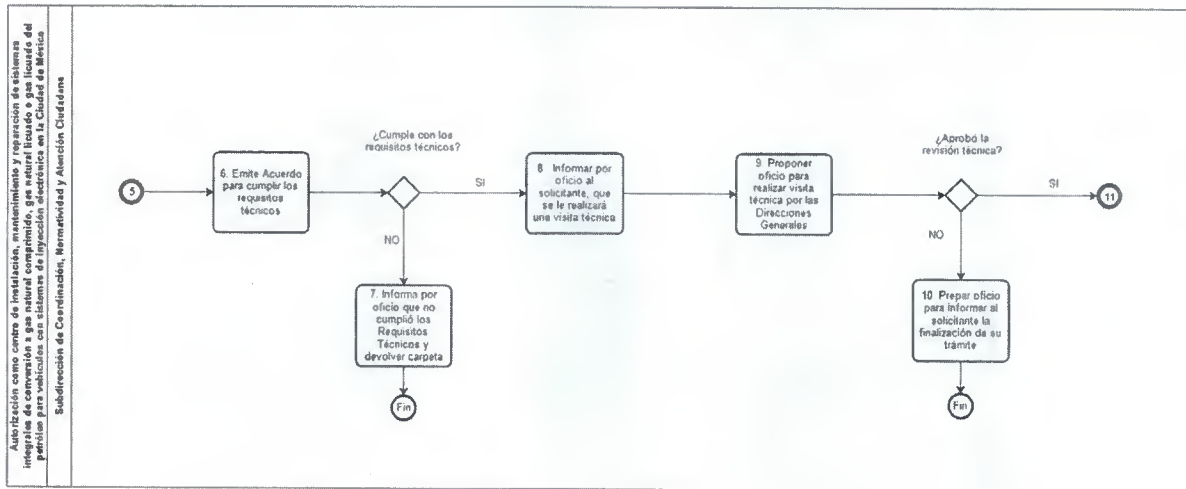 Autorización como centro de instalación, mantenimiento y reparación de sistemas
integrales de conversión a gas natural comprimido, gas natural licuado o gas licuado del
petróleo para vehículos con sistemas de inyección electrónica en la Ciudad de México
Subdirección de Coordinación, Normatividad y Atención Ciudadana
5
6. Emite Acuerdo
para cumplir los
requisitos
técnicos
¿Cumple con los
requisitos técnicos?
SI
NO
7. Informa por
oficio que no
cumplió los
Requisitos
Técnicos y
devolver carpeta
Fin
8 Informar por
oficio al
solicitante, que
se le realizará
una visita técnica
9. Proponer
oficio para
realizar visita
técnica por las
Direcciones
Generales
¿Aprobó la
revisión técnica?
SI
11
NO
10 Prepar oficio
para informar al
solicitante la
finalización de su
trámite
Fin